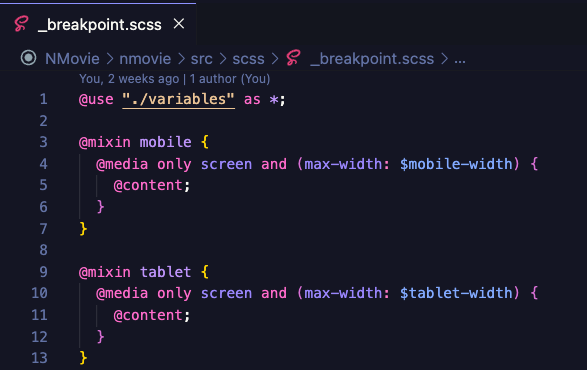 _breakpoint.scss
NMovie > nmovie > src > scss > _breakpoint.scss > ...
You, 2 weeks ago | 1 author (You)
1 @use "./variables" as *;
2
3 @mixin mobile {
4 @media only screen and (max-width: $mobile-width) {
5 @content;
6 }
7 }
8
9 @mixin tablet {
10 @media only screen and (max-width: $tablet-width) {
11 @content;
12 }
13 }